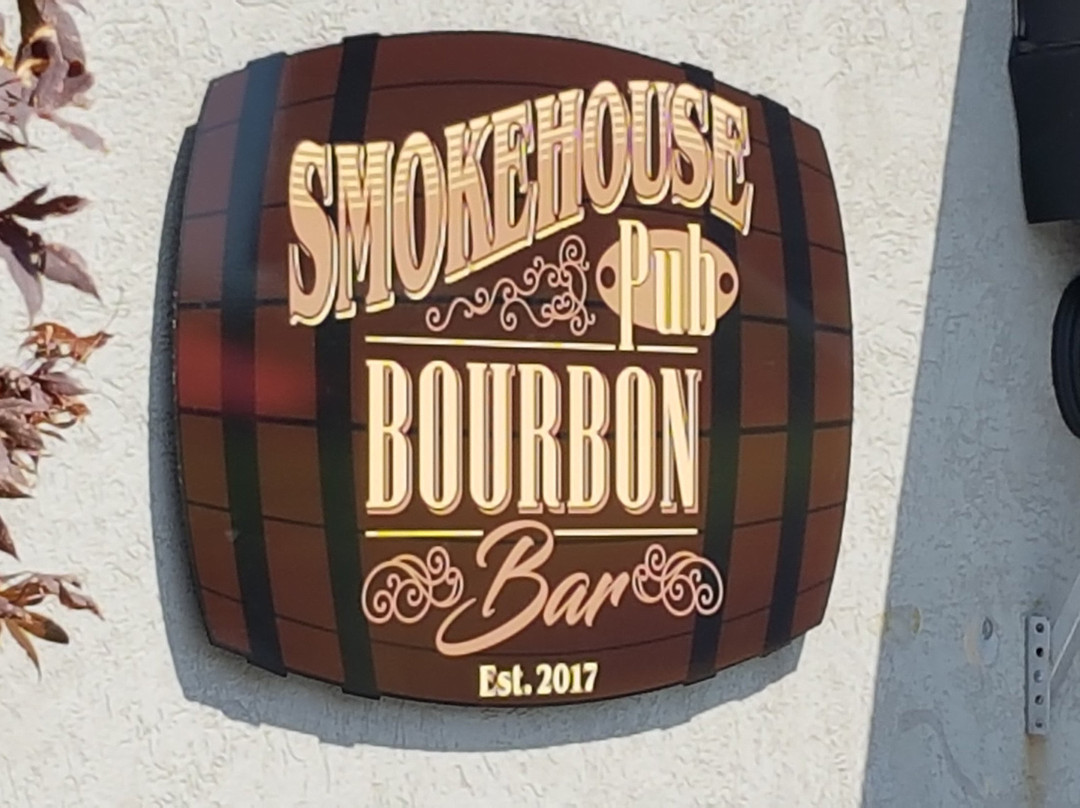 SMOKEHOUSE
Pub
BOURBON
Bar
Est. 2017